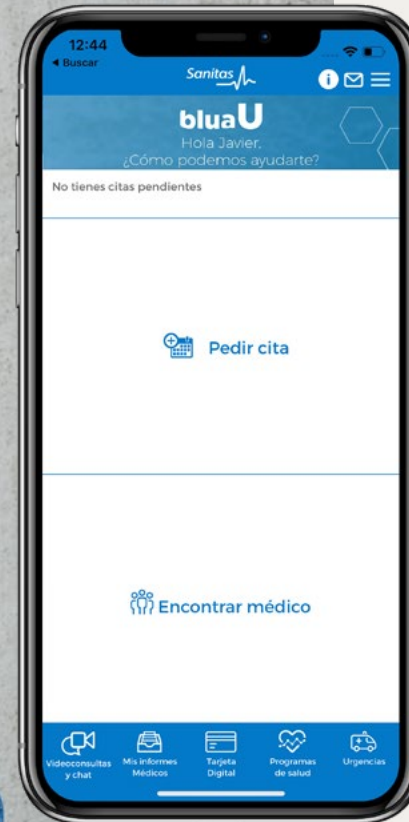 12:44
◀ Buscar
Sanitas
bluaU
Hola Javier,
¿Cómo podemos ayudarte?
No tienes citas pendientes
Pedir cita
Encontrar médico
Videoconsultas
y chat
Mis informes
Médicos
Tarjeta
Digital
Programas
de salud
Urgencias